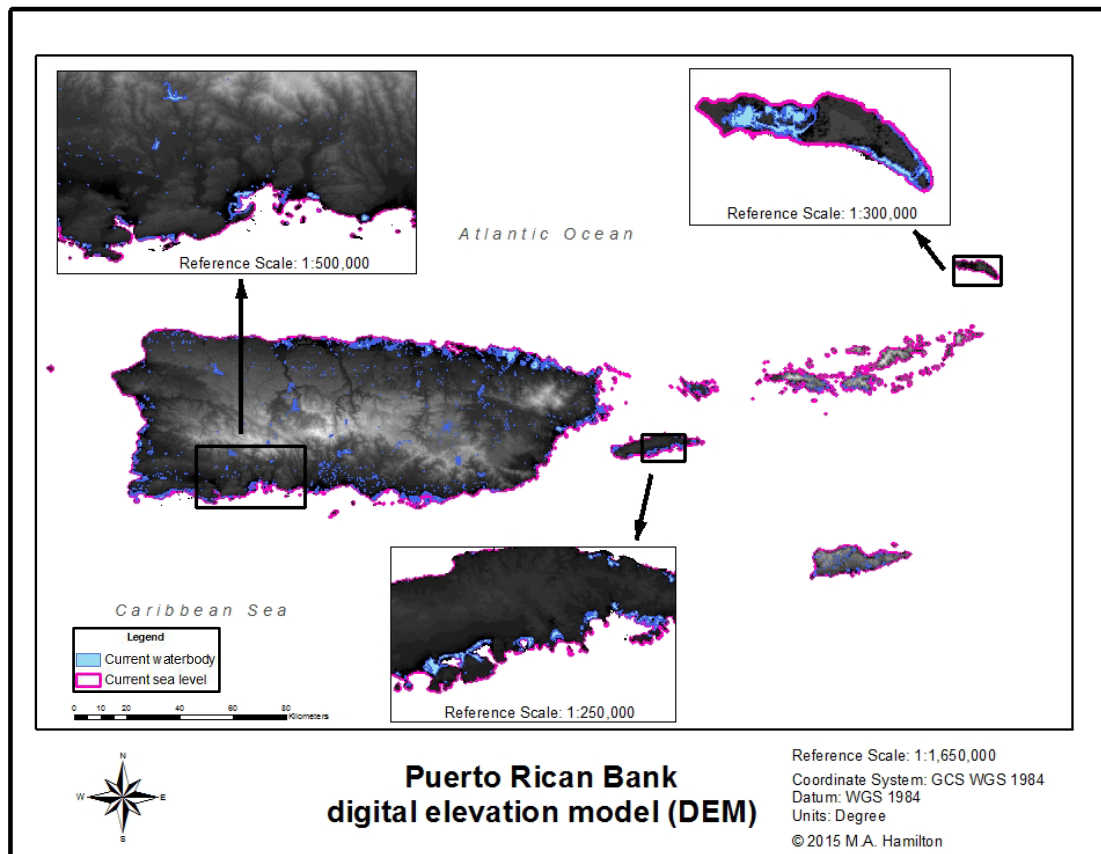 Reference Scale: 1:500,000
Reference Scale: 1:300,000
Atlantic Ocean
Caribbean Sea
Legend
Current waterbody
Current sea level
0 10 20 40 60 80
Kilometers
Reference Scale: 1:250,000
N
W E
S
Puerto Rican Bank
digital elevation model (DEM)
Reference Scale: 1:1,650,000
Coordinate System: GCS WGS 1984
Datum: WGS 1984
Units: Degree
© 2015 M.A. Hamilton